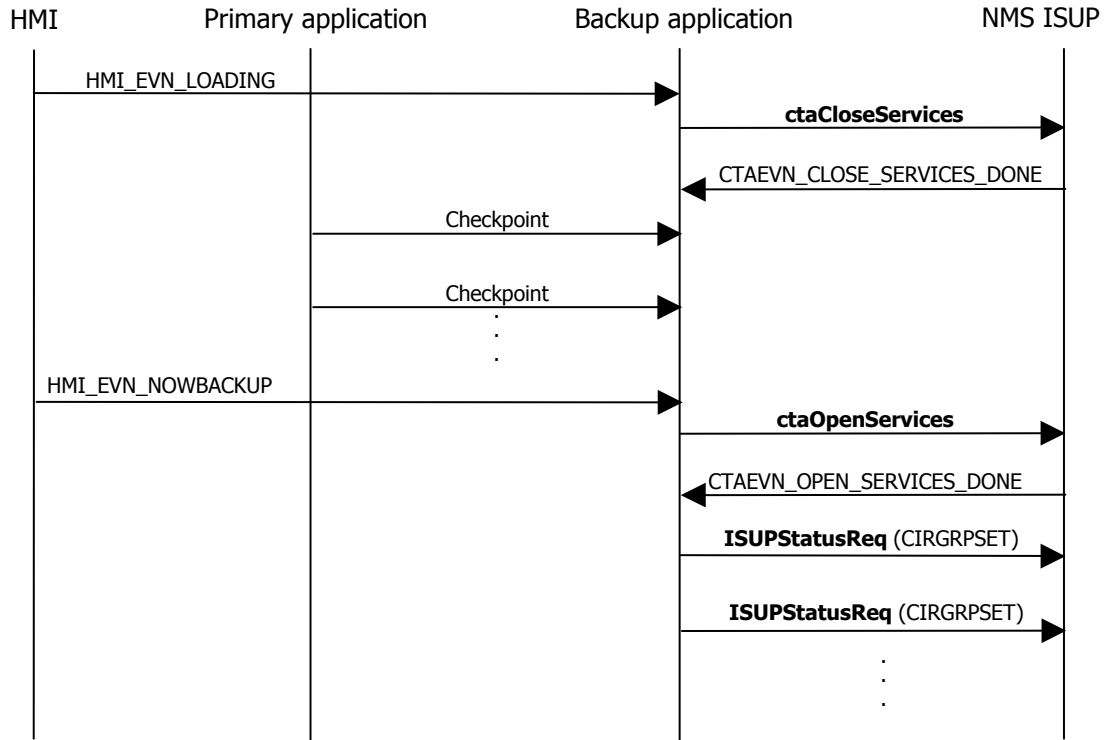 HMI
Primary application
Backup application
NMS ISUP
HMI_EVN_LOADING
ctaCloseServices
CTAEVN_CLOSE_SERVICES_DONE
Checkpoint
Checkpoint
.
.
.
HMI_EVN_NOWBACKUP
ctaOpenServices
CTAEVN_OPEN_SERVICES_DONE
ISUPStatusReq (CIRGRPSET)
ISUPStatusReq (CIRGRPSET)
.
.
.